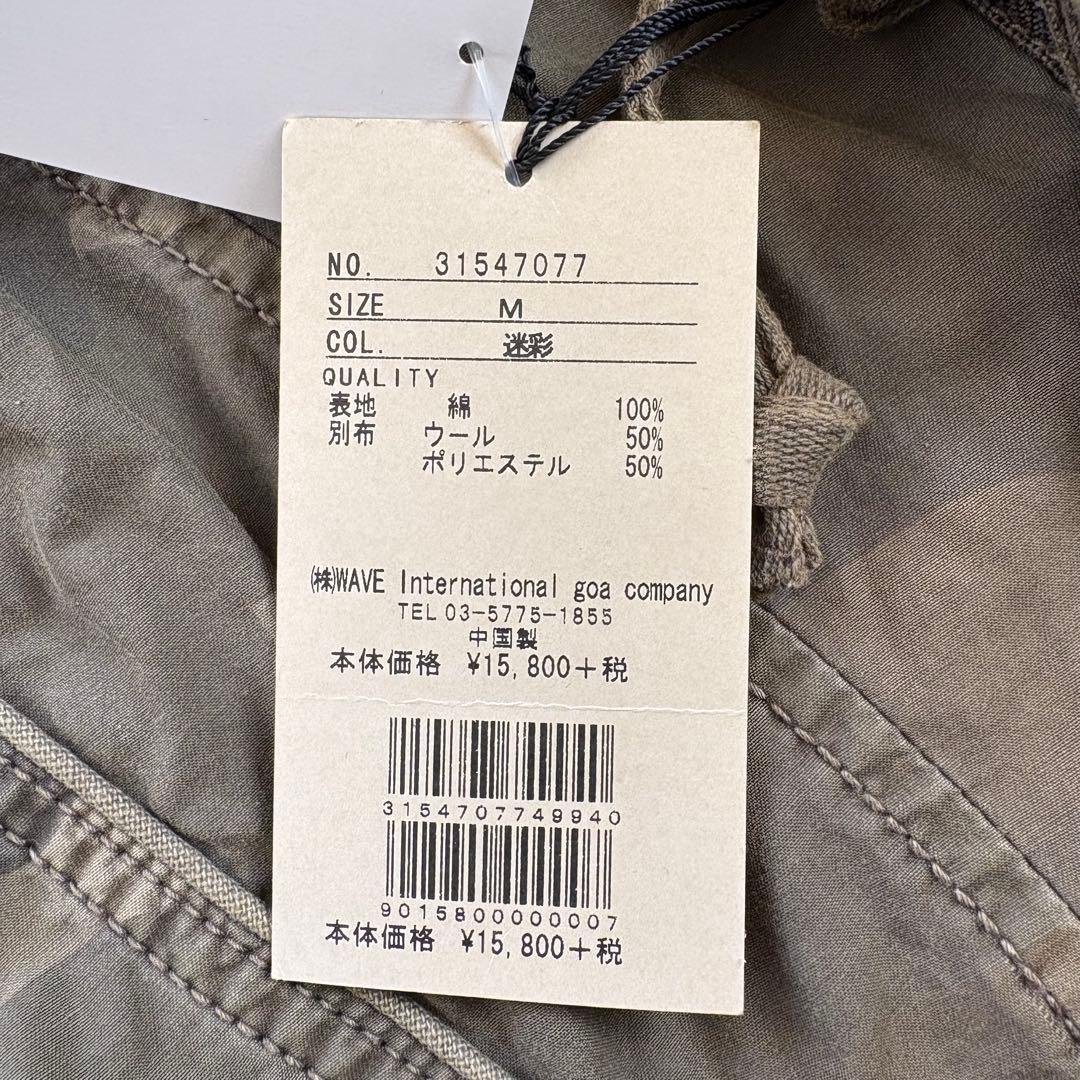 NO. 31547077
SIZE M
COL. 迷彩
QUALITY
表地 綿 100%
別布 ウール 50%
ポリエステル 50%
㈱WAVE International goa company
TEL 03-5775-1855
中国製
本体価格 ¥15,800+税
3154707749940
9015800000007
本体価格 ¥15,800+税